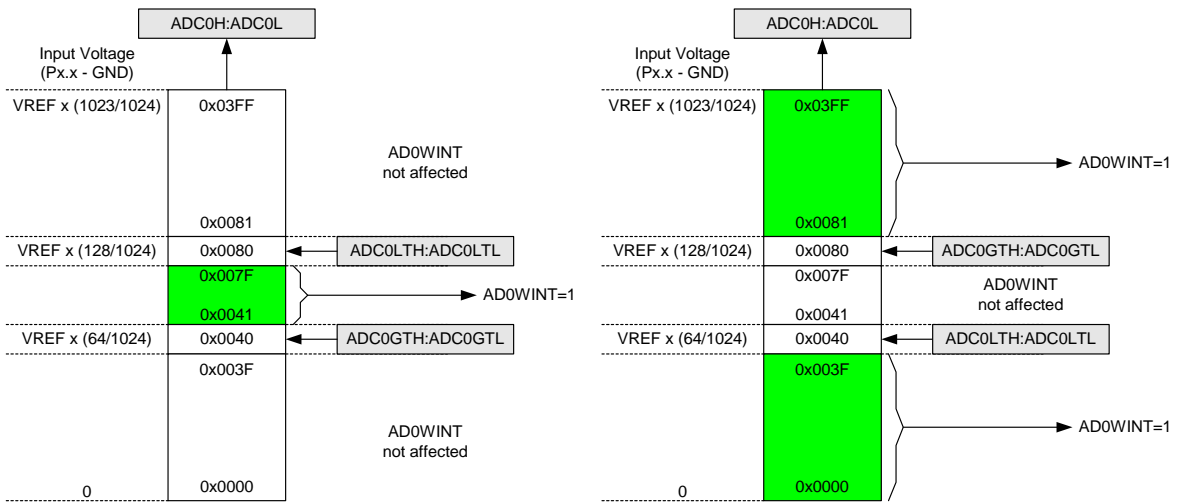 ADC0H:ADC0L
Input Voltage
(Px.x - GND)
VREF x (1023/1024)
0x03FF
AD0WINT
not affected
0x0081
VREF x (128/1024)
0x0080
ADC0LTH:ADC0LTL
0x007F
AD0WINT=1
0x0041
VREF x (64/1024)
0x0040
ADC0GTH:ADC0GTL
0x003F
AD0WINT
not affected
0
0x0000
ADC0H:ADC0L
Input Voltage
(Px.x - GND)
VREF x (1023/1024)
0x03FF
AD0WINT=1
0x0081
VREF x (128/1024)
0x0080
ADC0GTH:ADC0GTL
0x007F
AD0WINT
not affected
0x0041
VREF x (64/1024)
0x0040
ADC0LTH:ADC0LTL
0x003F
AD0WINT=1
0
0x0000